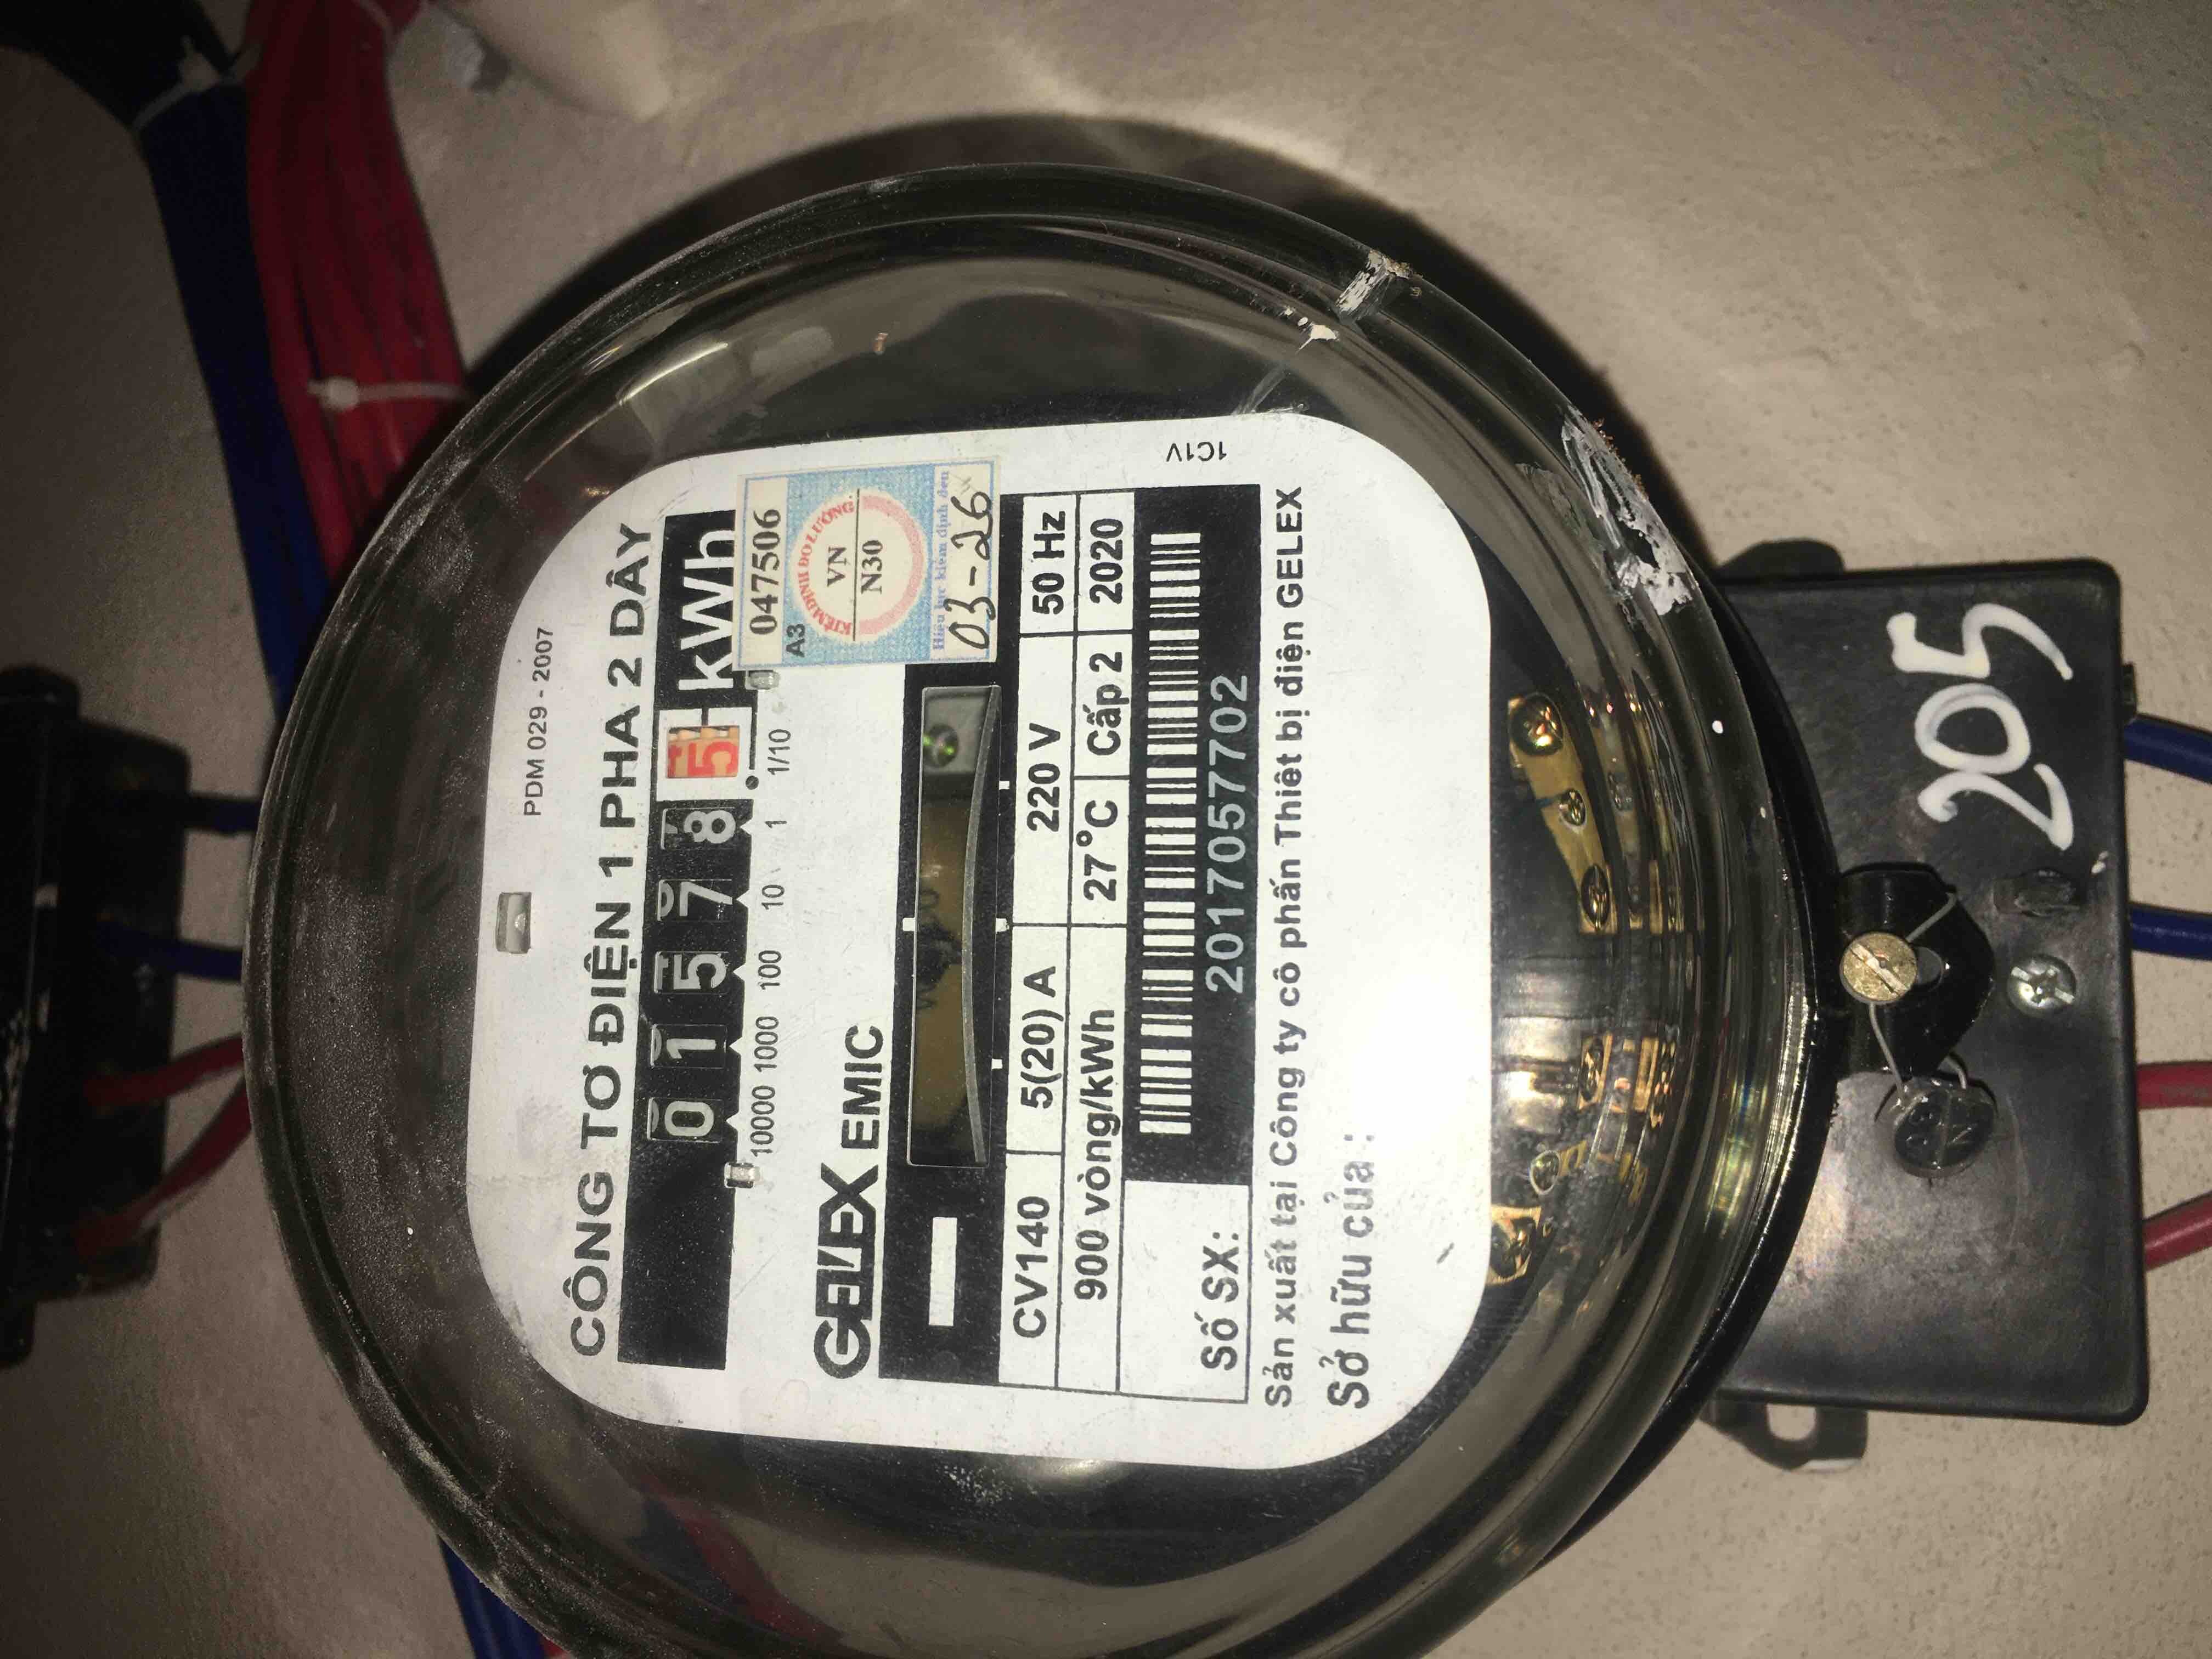 PDM 029 - 2007
CÔNG TƠ ĐIỆN 1 PHA 2 DÂY
0 1 5 7 8 5 kWh
10000 1000 100 10 1 1/10
047506
A3
KIỂM ĐỊNH ĐO LƯỜNG
VN
N30
Hiệu lực kiểm định đến
03-26
GELEX EMIC
CV140 5(20) A 220 V 50 Hz
900 vòng/kWh 27°C Cấp 2 2020
Số SX: 201705770​2
Sản xuất tại Công ty cổ phần Thiết bị điện GELEX
Sở hữu của :
1C1V
205